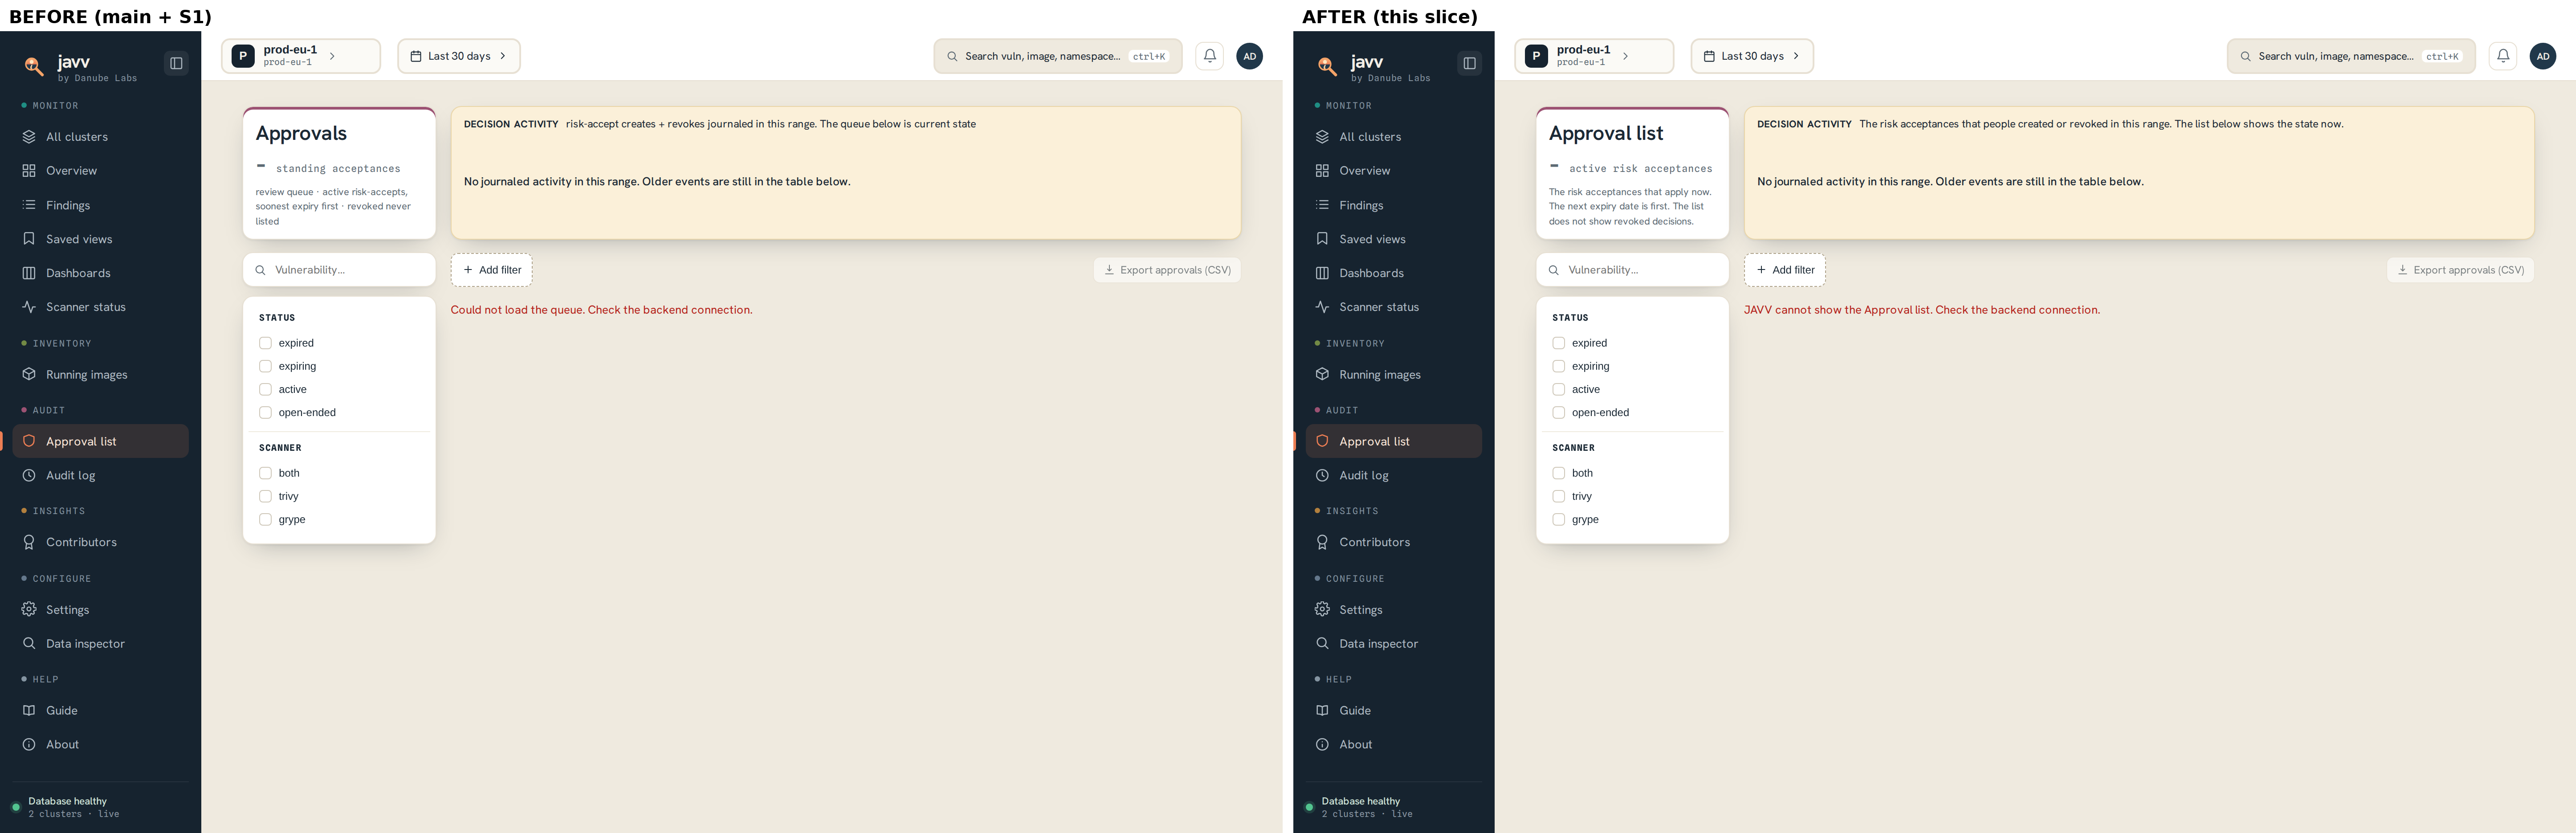 BEFORE (main + S1)
javv
by Danube Labs
MONITOR
All clusters
Overview
Findings
Saved views
Dashboards
Scanner status
INVENTORY
Running images
AUDIT
Approval list
Audit log
INSIGHTS
Contributors
CONFIGURE
Settings
Data inspector
HELP
Guide
About
Database healthy
2 clusters · live
P
prod-eu-1
prod-eu-1
Last 30 days
Search vuln, image, namespace... ctrl+K
AD
Approvals
- standing acceptances
review queue · active risk-accepts,
soonest expiry first · revoked never
listed
DECISION ACTIVITY risk-accept creates + revokes journaled in this range. The queue below is current state
No journaled activity in this range. Older events are still in the table below.
Vulnerability...
+ Add filter
Export approvals (CSV)
STATUS
expired
expiring
active
open-ended
SCANNER
both
trivy
grype
Could not load the queue. Check the backend connection.
AFTER (this slice)
javv
by Danube Labs
MONITOR
All clusters
Overview
Findings
Saved views
Dashboards
Scanner status
INVENTORY
Running images
AUDIT
Approval list
Audit log
INSIGHTS
Contributors
CONFIGURE
Settings
Data inspector
HELP
Guide
About
Database healthy
2 clusters · live
P
prod-eu-1
prod-eu-1
Last 30 days
Search vuln, image, namespace... ctrl+K
AD
Approval list
- active risk acceptances
The risk acceptances that apply now.
The next expiry date is first. The list
does not show revoked decisions.
DECISION ACTIVITY The risk acceptances that people created or revoked in this range. The list below shows the state now.
No journaled activity in this range. Older events are still in the table below.
Vulnerability...
+ Add filter
Export approvals (CSV)
STATUS
expired
expiring
active
open-ended
SCANNER
both
trivy
grype
JAVV cannot show the Approval list. Check the backend connection.